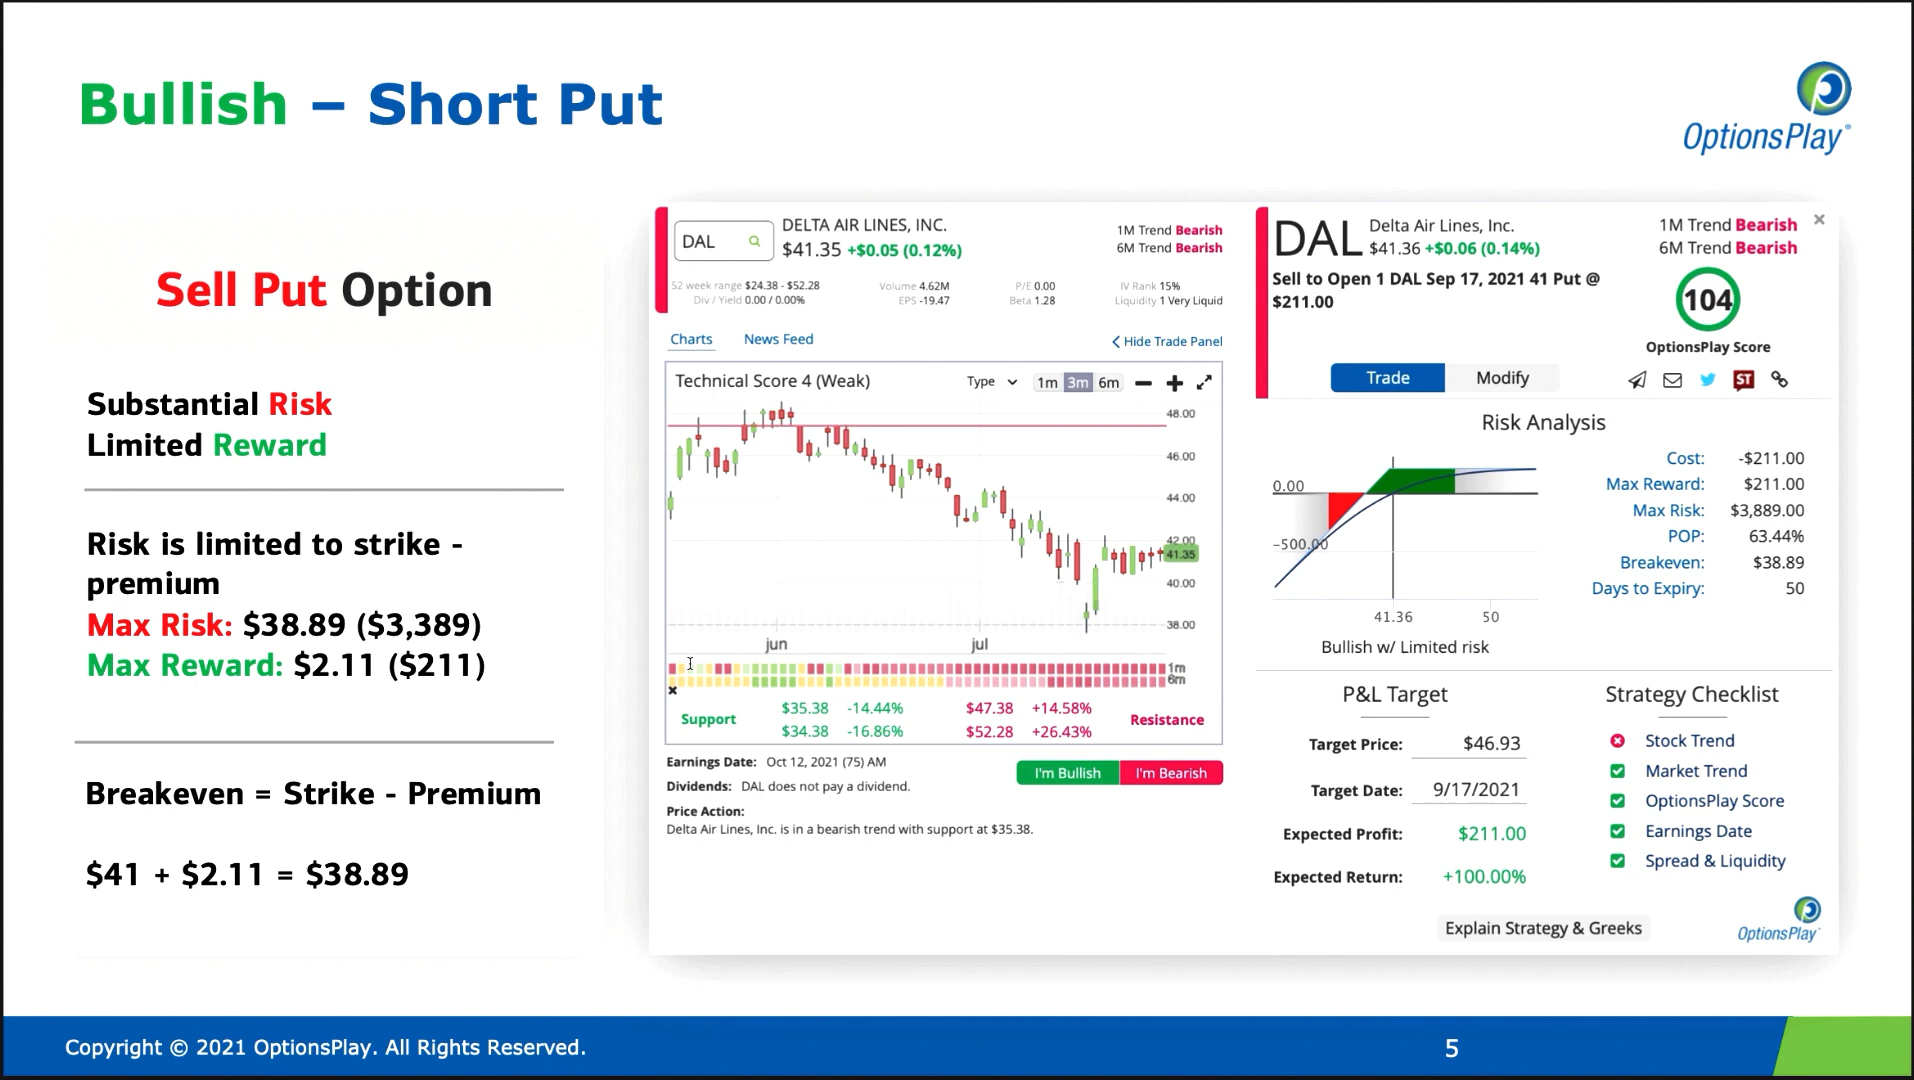 Bullish – Short Put
OptionsPlay®
Sell Put Option
Substantial Risk
Limited Reward
Risk is limited to strike -
premium
Max Risk: $38.89 ($3,389)
Max Reward: $2.11 ($211)
Breakeven = Strike - Premium
$41 + $2.11 = $38.89
DAL
DELTA AIR LINES, INC.
$41.35 +$0.05 (0.12%)
1M Trend Bearish
6M Trend Bearish
52 week range $24.38 - $52.28
Div / Yield 0.00 / 0.00%
Volume 4.62M
EPS -19.47
P/E 0.00
Beta 1.28
IV Rank 15%
Liquidity 1 Very Liquid
Charts
News Feed
Hide Trade Panel
Technical Score 4 (Weak)
Type
1m 3m 6m
48.00
46.00
44.00
42.00
41.35
40.00
38.00
jun
jul
1m
6m
Support
$35.38 -14.44%
$34.38 -16.86%
$47.38 +14.58%
$52.28 +26.43%
Resistance
Earnings Date: Oct 12, 2021 (75) AM
Dividends: DAL does not pay a dividend.
I'm Bullish
I'm Bearish
Price Action:
Delta Air Lines, Inc. is in a bearish trend with support at $35.38.
DAL
Delta Air Lines, Inc.
$41.36 +$0.06 (0.14%)
1M Trend Bearish
6M Trend Bearish
Sell to Open 1 DAL Sep 17, 2021 41 Put @
$211.00
104
OptionsPlay Score
Trade
Modify
ST
Risk Analysis
0.00
-500.00
41.36
50
Bullish w/ Limited risk
Cost: -$211.00
Max Reward: $211.00
Max Risk: $3,889.00
POP: 63.44%
Breakeven: $38.89
Days to Expiry: 50
P&L Target
Target Price: $46.93
Target Date: 9/17/2021
Expected Profit: $211.00
Expected Return: +100.00%
Strategy Checklist
Stock Trend
Market Trend
OptionsPlay Score
Earnings Date
Spread & Liquidity
Explain Strategy & Greeks
OptionsPlay
Copyright © 2021 OptionsPlay. All Rights Reserved.
5